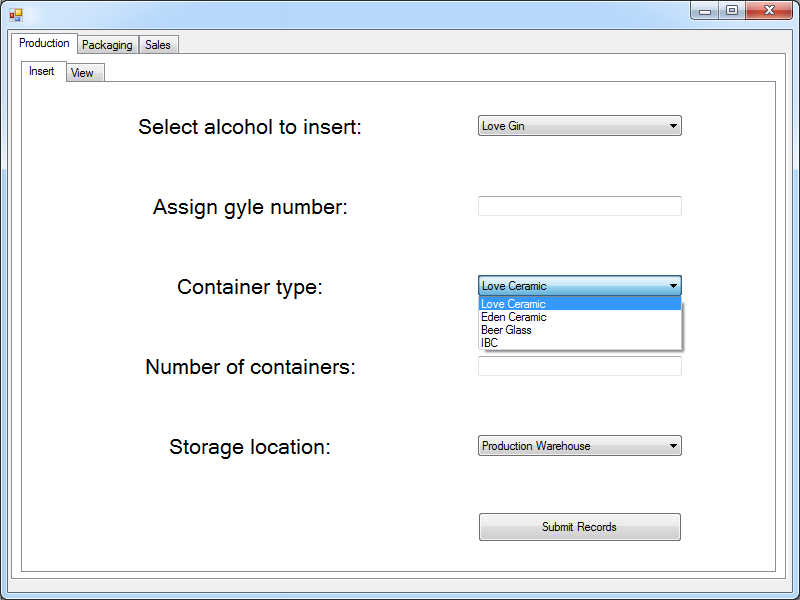 Production Packaging Sales
Insert View
Select alcohol to insert: Love Gin
Assign gyle number:
Container type: Love Ceramic
Love Ceramic
Eden Ceramic
Beer Glass
IBC
Number of containers:
Storage location: Production Warehouse
Submit Records